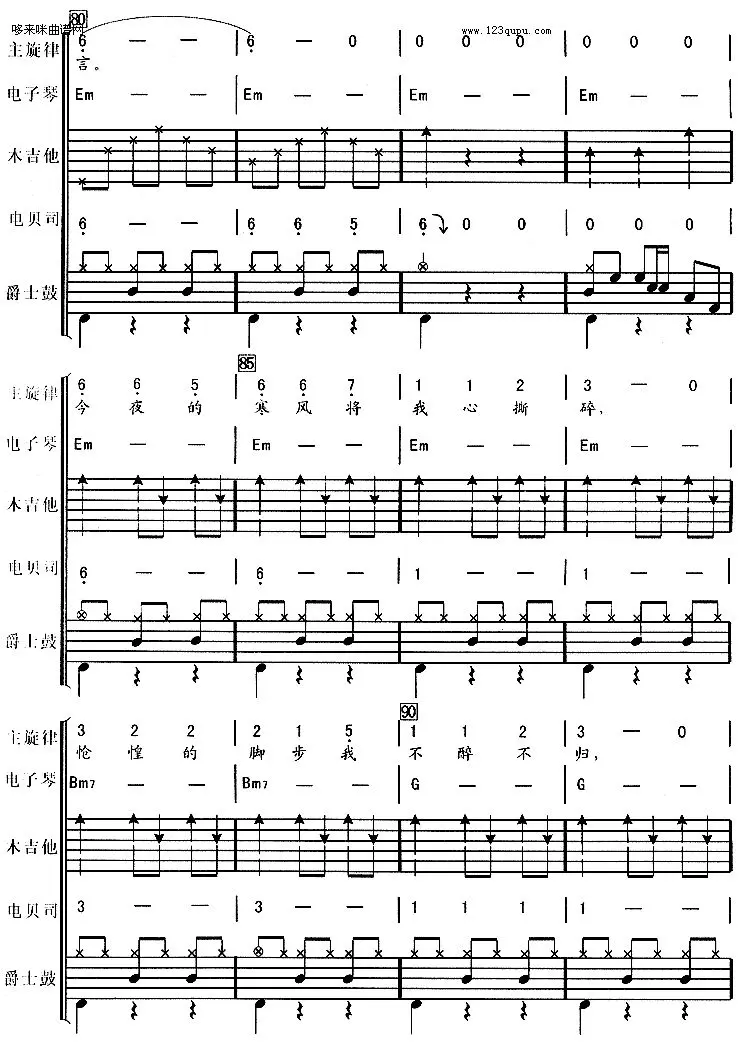 哆来咪曲谱网 www.123qupu.com
80
主旋律 6 — — | 6 — 0 | 0 0 0 | 0 0 0
言。
电子琴 Em — — | Em — — | Em — — | Em — —
木吉他
电贝司 6 — — | 6 6 5 | 6 0 0 | 0 0 0
爵士鼓
85
主旋律 6 6 5 | 6 6 7 | 1 1 2 | 3 — 0
今 夜 的 寒 风 将 我 心 撕 碎,
电子琴 Em — — | Em — — | Em — — | Em — —
木吉他
电贝司 6 — — | 6 — — | 1 — — | 1 — —
爵士鼓
90
主旋律 3 2 2 | 2 1 5 | 1 1 2 | 3 — 0
怆 惶 的 脚 步 我 不 醉 不 归,
电子琴 Bm7 — — | Bm7 — — | G — — | G — —
木吉他
电贝司 3 — — | 3 — — | 1 1 1 | 1 — —
爵士鼓